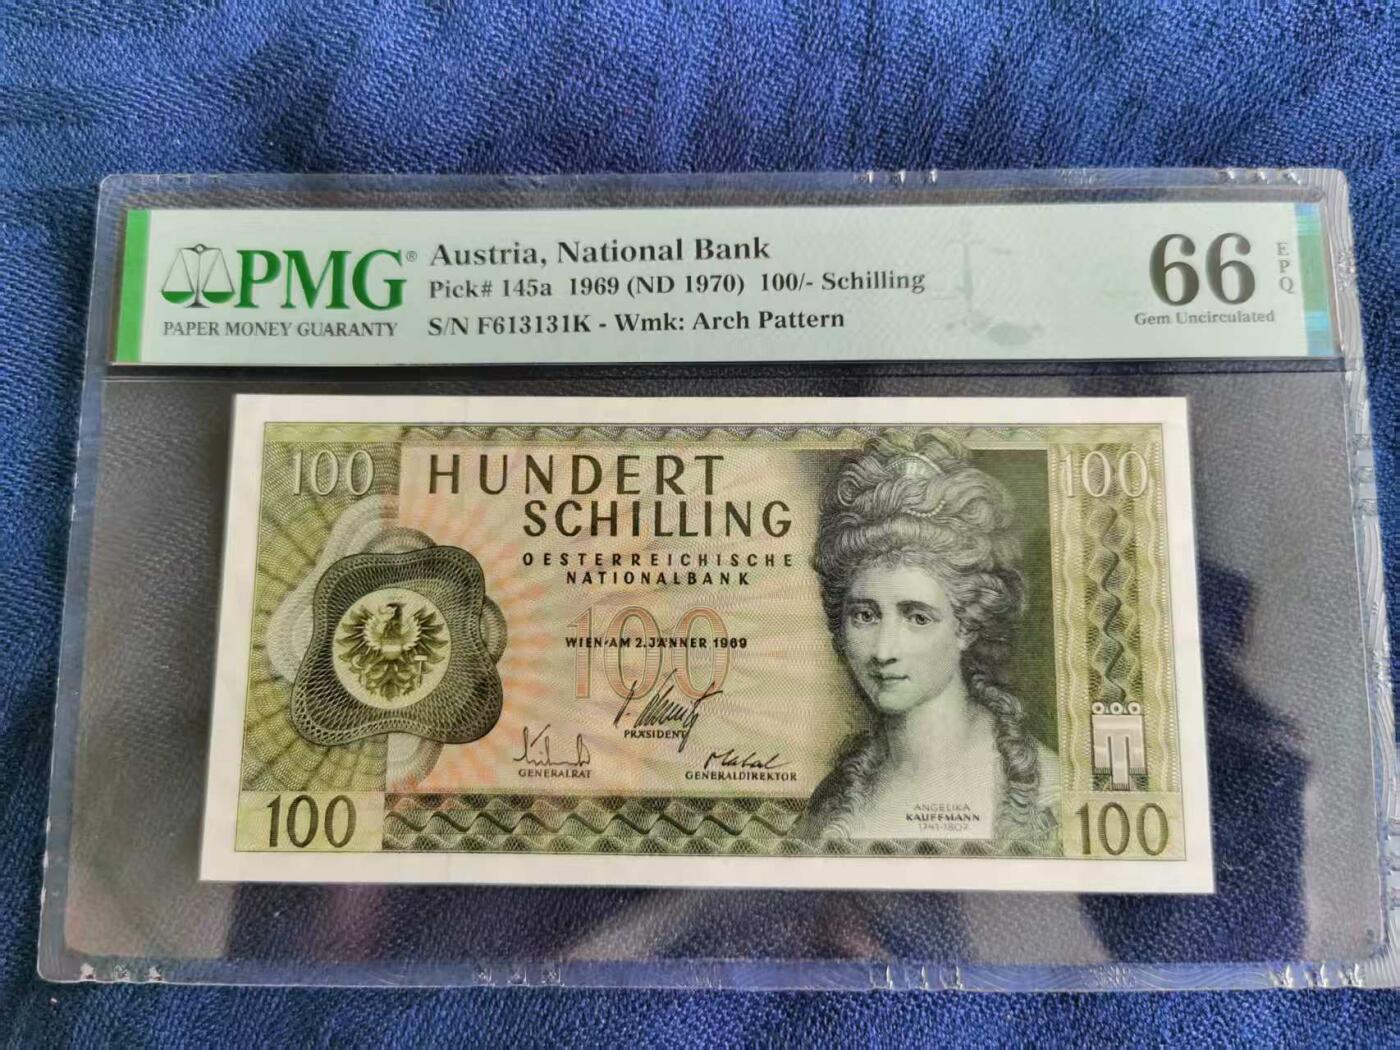 PMG®
PAPER MONEY GUARANTY
Austria, National Bank
Pick# 145a 1969 (ND 1970) 100/- Schilling
S/N F613131K - Wmk: Arch Pattern
66
EPQ
Gem Uncirculated
100
HUNDERT
SCHILLING
100
OESTERREICHISCHE
NATIONALBANK
100
WIEN·AM 2. JÄNNER 1969
PRÄSIDENT
GENERALRAT
GENERALDIREKTOR
100
ANGELIKA
KAUFFMANN
1741-1807
100